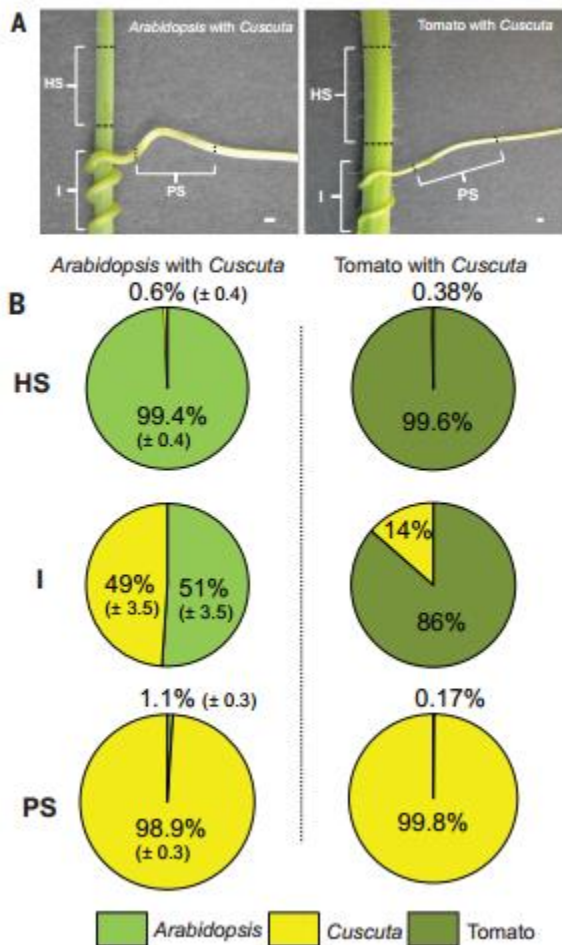 A
Arabidopsis with Cuscuta
HS
I
PS
Tomato with Cuscuta
HS
I
PS
B
Arabidopsis with Cuscuta
Tomato with Cuscuta
HS
0.6% (± 0.4)
99.4%
(± 0.4)
0.38%
99.6%
I
49%
(± 3.5)
51%
(± 3.5)
14%
86%
PS
1.1% (± 0.3)
98.9%
(± 0.3)
0.17%
99.8%
Arabidopsis Cuscuta Tomato